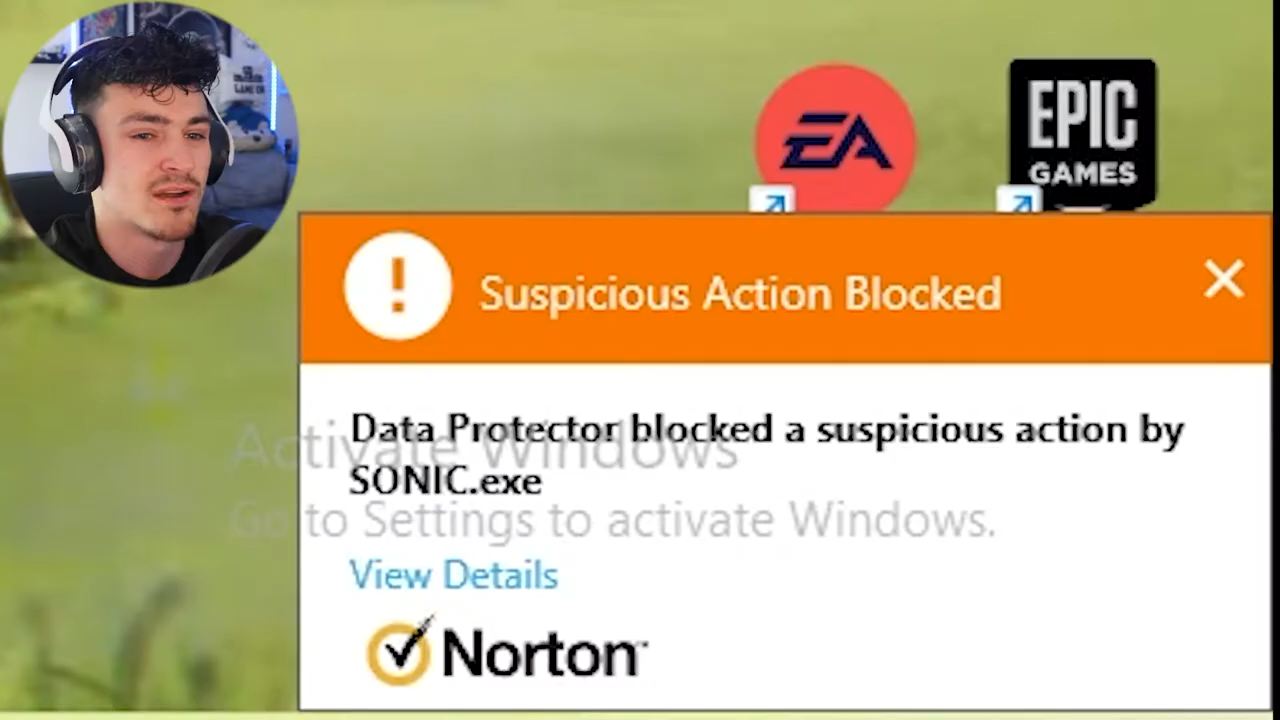 EA
EPIC
GAMES
Suspicious Action Blocked
Data Protector blocked a suspicious action by
Activate Windows
SONIC.exe
Go to Settings to activate Windows.
View Details
Norton